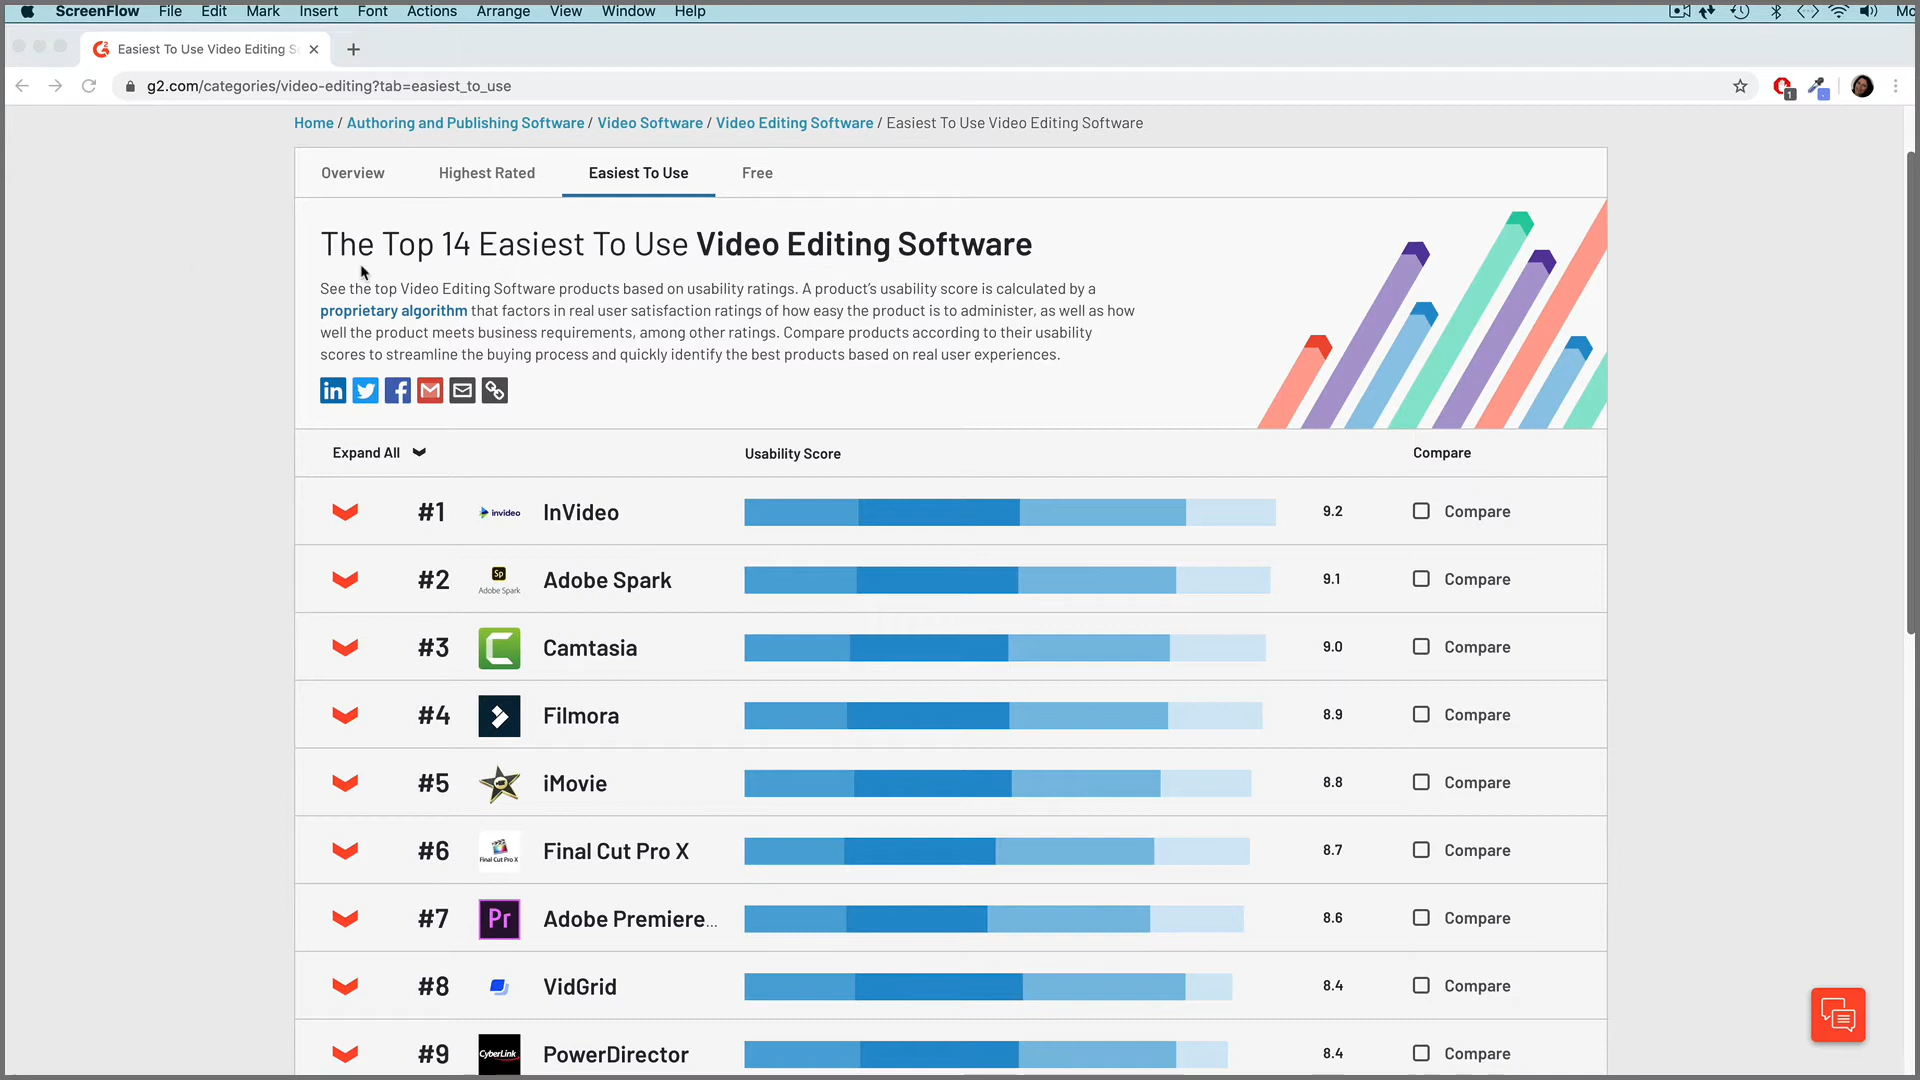 ScreenFlow File Edit Mark Insert Font Actions Arrange View Window Help Mo
Easiest To Use Video Editing S
g2.com/categories/video-editing?tab=easiest_to_use
1
Home / Authoring and Publishing Software / Video Software / Video Editing Software / Easiest To Use Video Editing Software
Overview Highest Rated Easiest To Use Free
The Top 14 Easiest To Use Video Editing Software
See the top Video Editing Software products based on usability ratings. A product's usability score is calculated by a
proprietary algorithm that factors in real user satisfaction ratings of how easy the product is to administer, as well as how
well the product meets business requirements, among other ratings. Compare products according to their usability
scores to streamline the buying process and quickly identify the best products based on real user experiences.
in
Expand All Usability Score Compare
#1 invideo InVideo 9.2 Compare
#2 Sp Adobe Spark Adobe Spark 9.1 Compare
#3 Camtasia 9.0 Compare
#4 Filmora 8.9 Compare
#5 iMovie 8.8 Compare
#6 Final Cut Pro X Final Cut Pro X 8.7 Compare
#7 Pr Adobe Premiere... 8.6 Compare
#8 VidGrid 8.4 Compare
#9 CyberLink PowerDirector 8.4 Compare